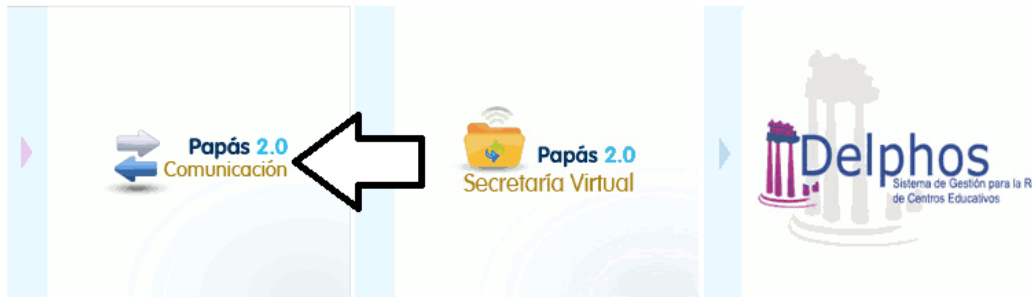 Papás 2.0
Comunicación
Papás 2.0
Secretaría Virtual
Delphos
Sistema de Gestión para la R
de Centros Educativos